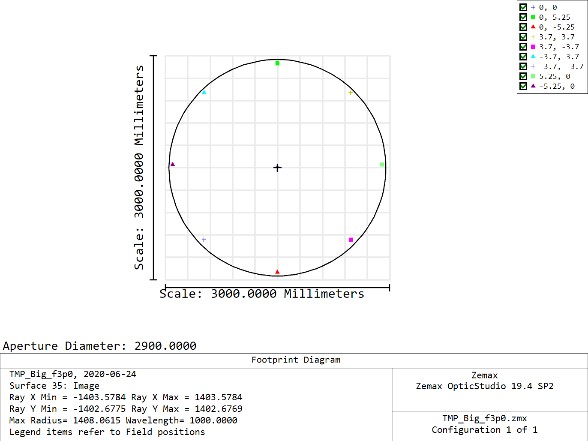 + 0, 0
0, 5.25
0, -5.25
3.7, 3.7
3.7, -3.7
-3.7, 3.7
-3.7, -3.7
5.25, 0
-5.25, 0
Scale: 3000.0000 Millimeters
Scale: 3000.0000 Millimeters
Aperture Diameter: 2900.0000
Footprint Diagram
TMP_Big_f3p0, 2020-06-24
Surface 35: Image
Ray X Min = -1403.5784 Ray X Max = 1403.5784
Ray Y Min = -1402.6775 Ray Y Max = 1402.6769
Max Radius= 1408.0615 Wavelength= 1000.0000
Legend items refer to Field positions
Zemax
Zemax OpticStudio 19.4 SP2
TMP_Big_f3p0.zmx
Configuration 1 of 1